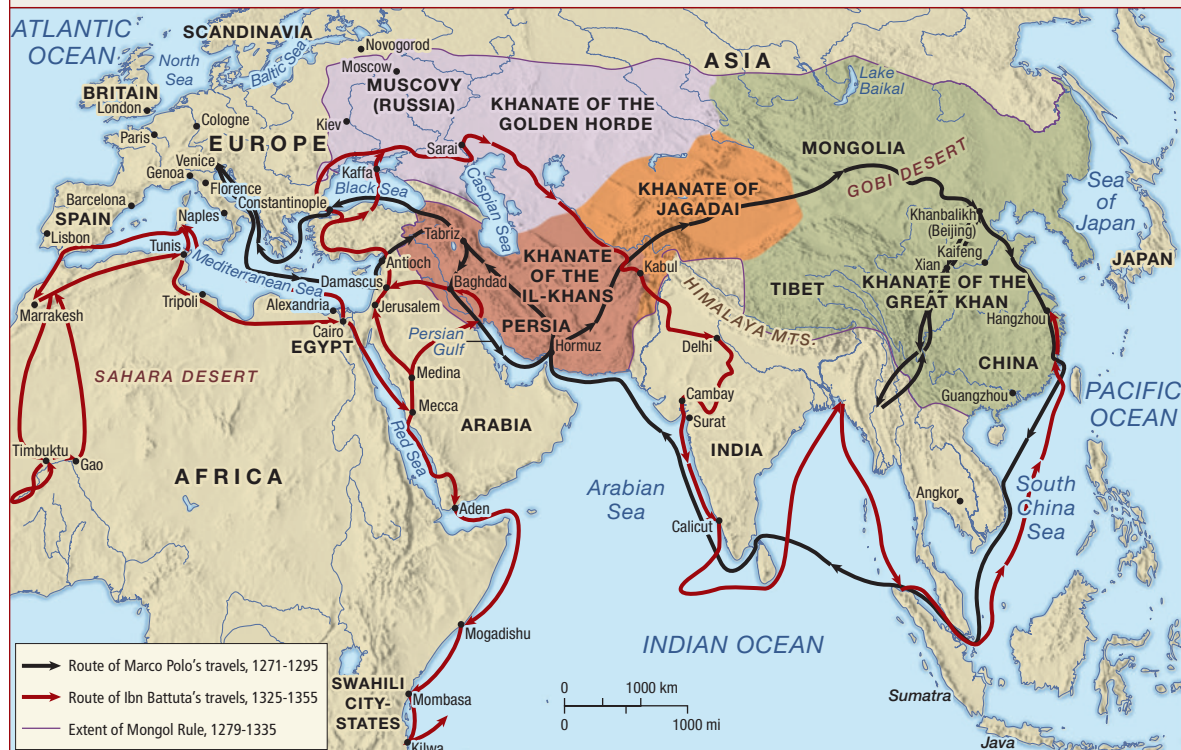 ATLANTIC
OCEAN
SCANDINAVIA
North
Sea
Baltic Sea
Novogorod
Moscow
MUSCOVY
(RUSSIA)
ASIA
Lake
Baikal
BRITAIN
London
Cologne
Paris
Kiev
KHANATE OF THE
GOLDEN HORDE
EUROPE
Sarai
MONGOLIA
GOBI DESERT
Venice
Genoa
Florence
Kaffa
Black Sea
Caspian Sea
KHANATE OF
JAGADAI
Sea
of
Japan
Barcelona
SPAIN
Lisbon
Naples
Constantinople
Tabriz
Khanbalikh
(Beijing)
Kaifeng
Xian
JAPAN
Tunis
Mediterranean Sea
Antioch
Damascus
Baghdad
KHANATE
OF THE
IL-KHANS
Kabul
TIBET
KHANATE OF THE
GREAT KHAN
Hangzhou
Marrakesh
Tripoli
Alexandria
Jerusalem
Cairo
EGYPT
Persian
Gulf
PERSIA
Hormuz
HIMALAYA MTS.
Delhi
CHINA
SAHARA DESERT
Medina
Mecca
ARABIA
Cambay
Surat
INDIA
Guangzhou
PACIFIC
OCEAN
Timbuktu
Gao
AFRICA
Red Sea
Aden
Arabian
Sea
Calicut
Angkor
South
China
Sea
Mogadishu
INDIAN OCEAN
SWAHILI
CITY-
STATES
Mombasa
Kilwa
Sumatra
Java
0 1000 km
0 1000 mi
Route of Marco Polo's travels, 1271-1295
Route of Ibn Battuta's travels, 1325-1355
Extent of Mongol Rule, 1279-1335